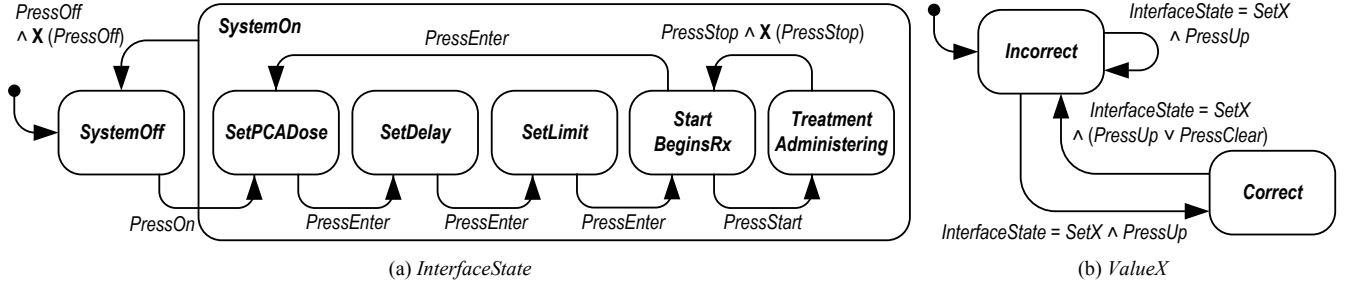 PressOff
∧ X (PressOff)
SystemOn
PressEnter
PressStop ∧ X (PressStop)
SystemOff
SetPCADose
SetDelay
SetLimit
Start
BeginsRx
Treatment
Administering
PressOn
PressEnter
PressEnter
PressEnter
PressStart
(a) InterfaceState
InterfaceState = SetX
∧ PressUp
Incorrect
InterfaceState = SetX
∧ (PressUp ∨ PressClear)
Correct
InterfaceState = SetX ∧ PressUp
(b) ValueX